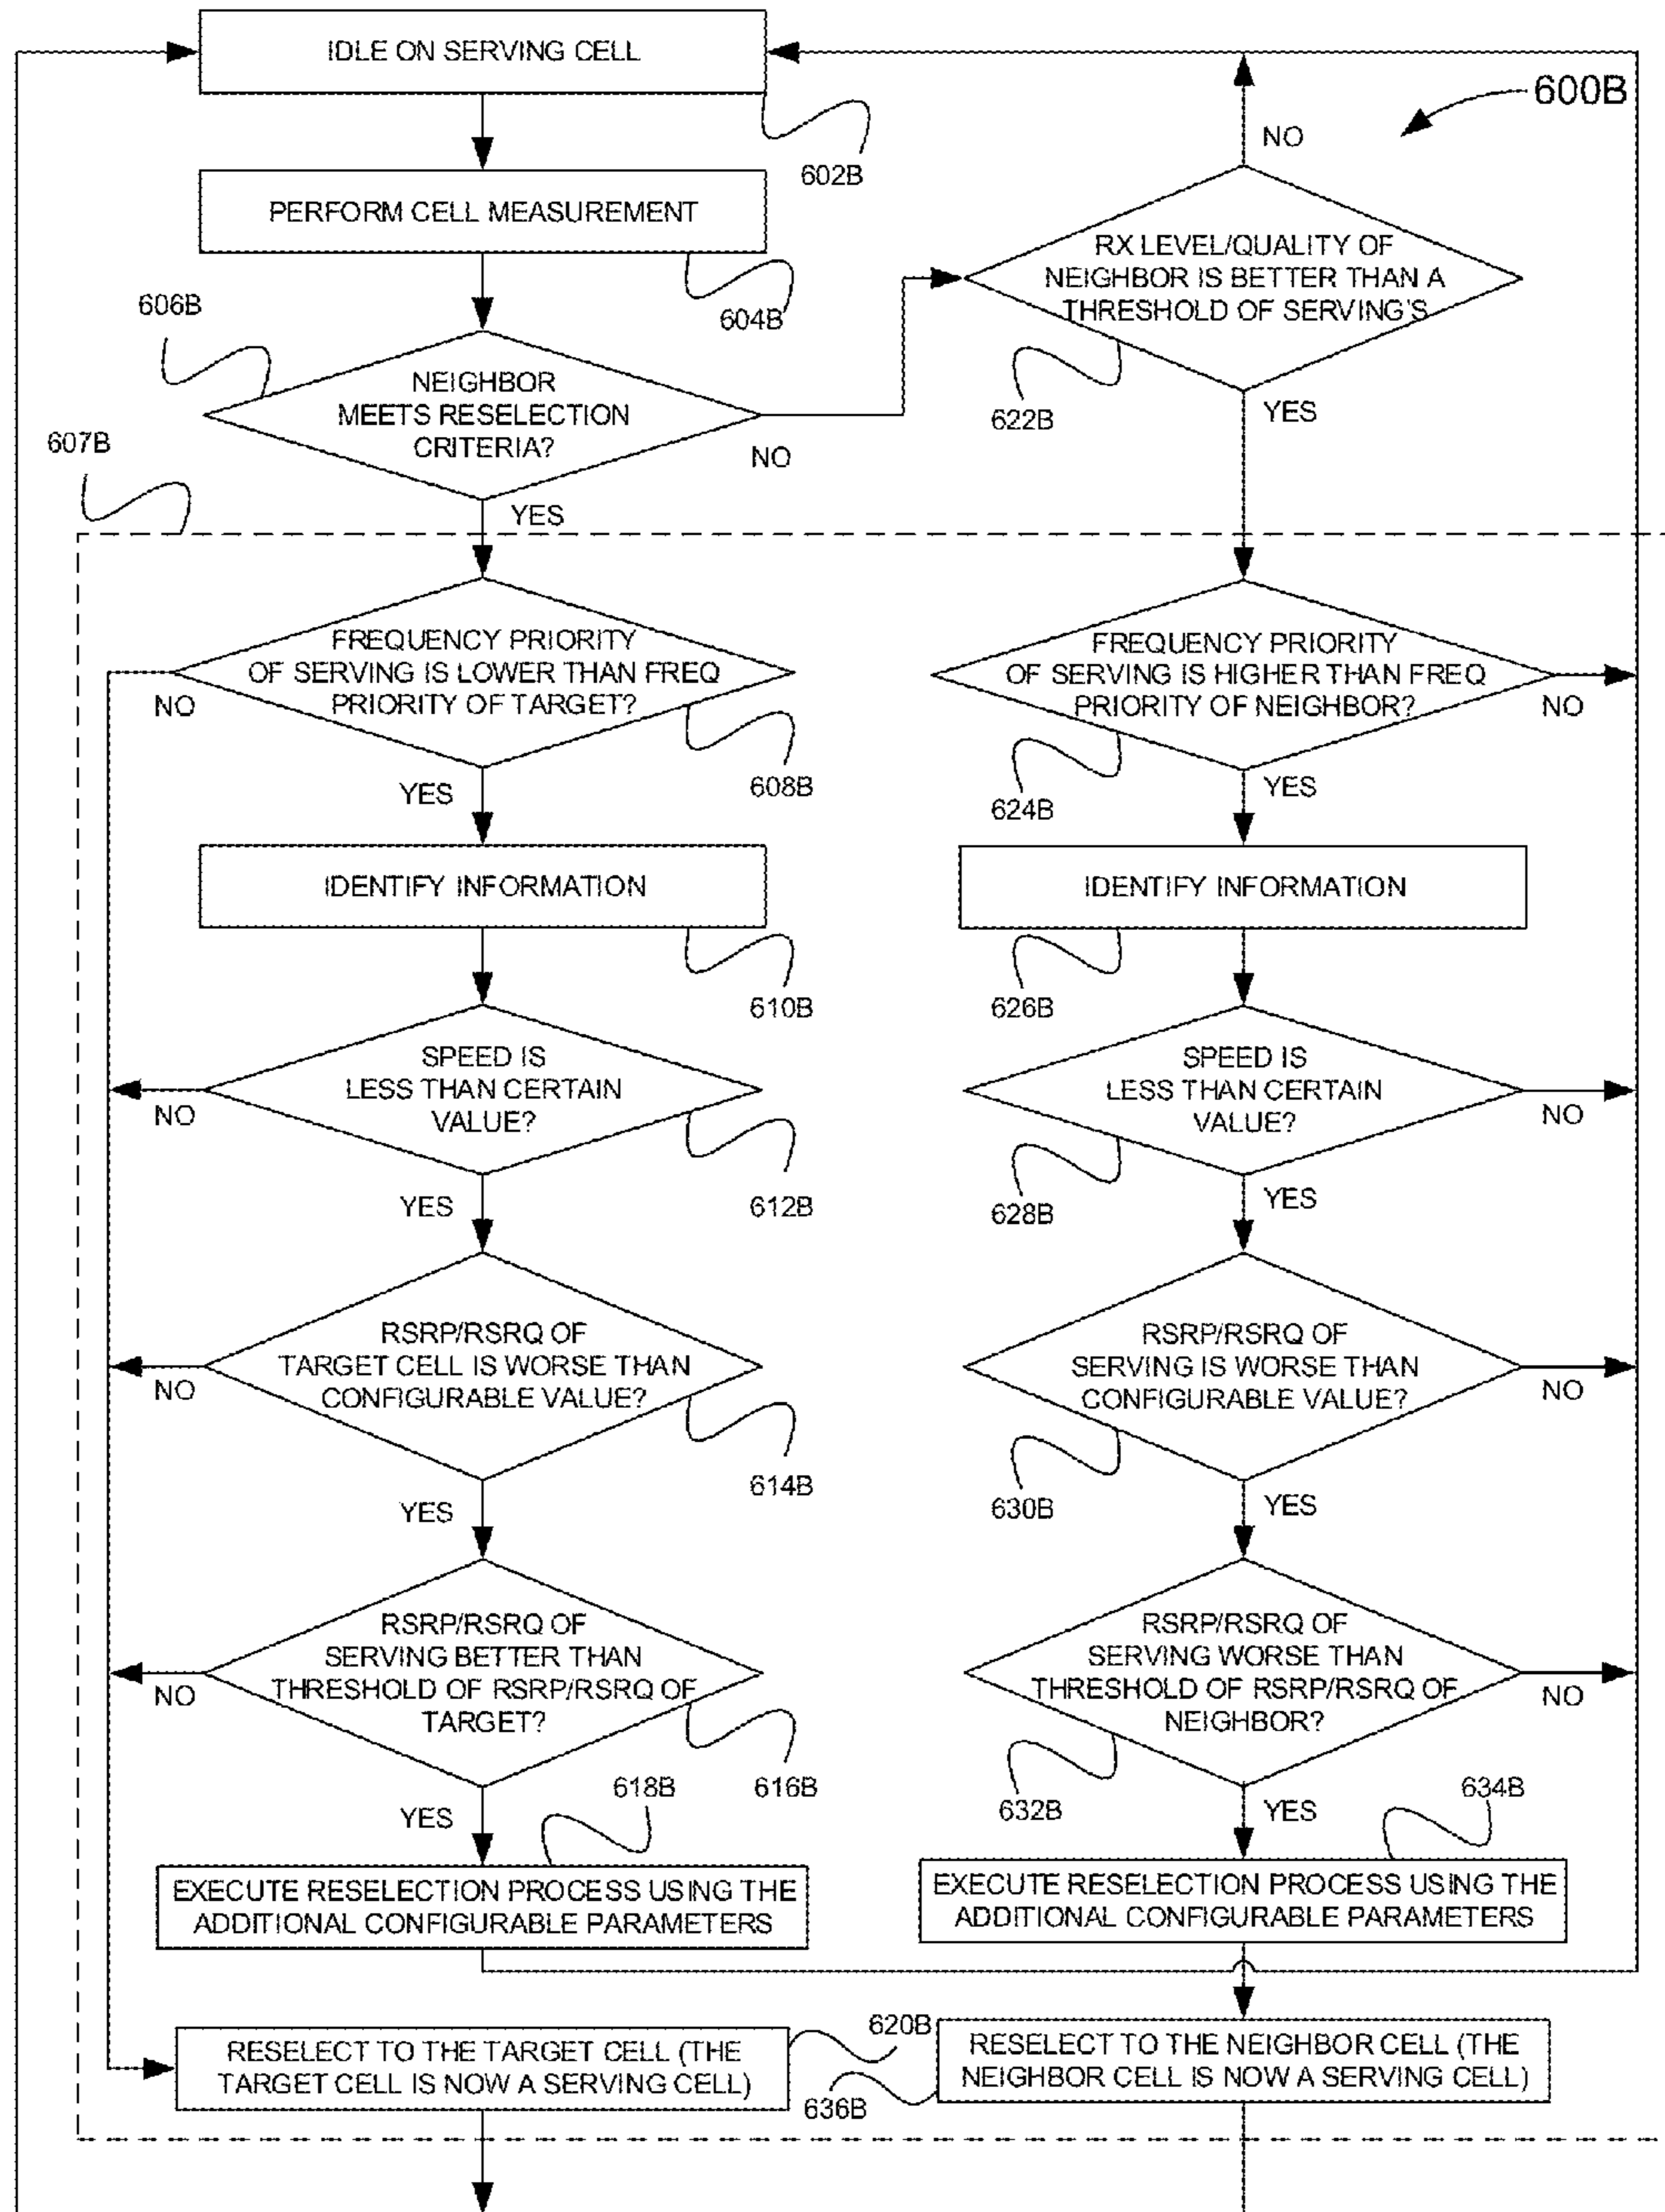 IDLE ON SERVING CELL
600B
NO
602B
PERFORM CELL MEASUREMENT
RX LEVEL/QUALITY OF
NEIGHBOR IS BETTER THAN A
THRESHOLD OF SERVING'S
606B
604B
NEIGHBOR
MEETS RESELECTION
CRITERIA?
622B
YES
607B
NO
YES
FREQUENCY PRIORITY
OF SERVING IS LOWER THAN FREQ
PRIORITY OF TARGET?
NO
FREQUENCY PRIORITY
OF SERVING IS HIGHER THAN FREQ
PRIORITY OF NEIGHBOR?
NO
YES
608B
624B
YES
IDENTIFY INFORMATION
IDENTIFY INFORMATION
610B
626B
SPEED IS
LESS THAN CERTAIN
VALUE?
NO
SPEED IS
LESS THAN CERTAIN
VALUE?
NO
YES
612B
628B
YES
RSRP/RSRQ OF
TARGET CELL IS WORSE THAN
CONFIGURABLE VALUE?
NO
RSRP/RSRQ OF
SERVING IS WORSE THAN
CONFIGURABLE VALUE?
NO
YES
614B
630B
YES
RSRP/RSRQ OF
SERVING BETTER THAN
THRESHOLD OF RSRP/RSRQ OF
TARGET?
NO
RSRP/RSRQ OF
SERVING WORSE THAN
THRESHOLD OF RSRP/RSRQ OF
NEIGHBOR?
NO
YES
618B
616B
632B
YES
634B
EXECUTE RESELECTION PROCESS USING THE
ADDITIONAL CONFIGURABLE PARAMETERS
EXECUTE RESELECTION PROCESS USING THE
ADDITIONAL CONFIGURABLE PARAMETERS
RESELECT TO THE TARGET CELL (THE
TARGET CELL IS NOW A SERVING CELL)
620B
636B
RESELECT TO THE NEIGHBOR CELL (THE
NEIGHBOR CELL IS NOW A SERVING CELL)